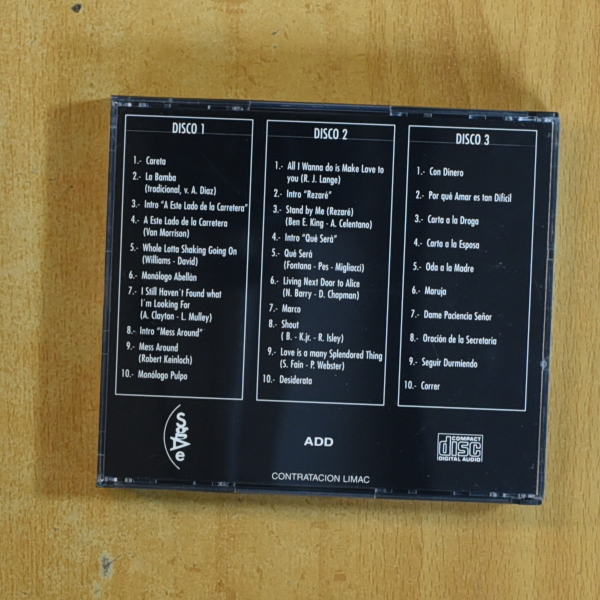 DISCO 1
1.- Careta
2.- La Bamba
(tradicional, v. A. Diaz)
3.- Intro "A Este Lado de la Carretera"
4.- A Este Lado de la Carretera
(Van Morrison)
5.- Whole Lotta Shaking Going On
(Williams - David)
6.- Monólogo Abellán
7.- I Still Haven´t Found what
I´m Looking For
(A. Clayton - L. Mulley)
8.- Intro "Mess Around"
9.- Mess Around
(Robert Keinloch)
10.- Monólogo Pulpo
DISCO 2
1.- All I Wanna do is Make Love to
you (R. J. Lange)
2.- Intro "Rezaré"
3.- Stand by Me (Rezaré)
(Ben E. King - A. Celentano)
4.- Intro "Qué Será"
5.- Qué Será
(Fontana - Pes - Migliacci)
6.- Living Next Door to Alice
(N. Barry - D. Chapman)
7.- Marco
8.- Shout
( B. - K.jr. - R. Isley)
9.- Love is a many Splendored Thing
(S. Fain - P. Webster)
10.- Desiderata
DISCO 3
1.- Con Dinero
2.- Por qué Amar es tan Difícil
3.- Carta a la Droga
4.- Carta a la Esposa
5.- Oda a la Madre
6.- Maruja
7.- Dame Paciencia Señor
8.- Oración de la Secretaria
9.- Seguir Durmiendo
10.- Correr
ADD
COMPACT
disc
DIGITAL AUDIO
CONTRATACION LIMAC